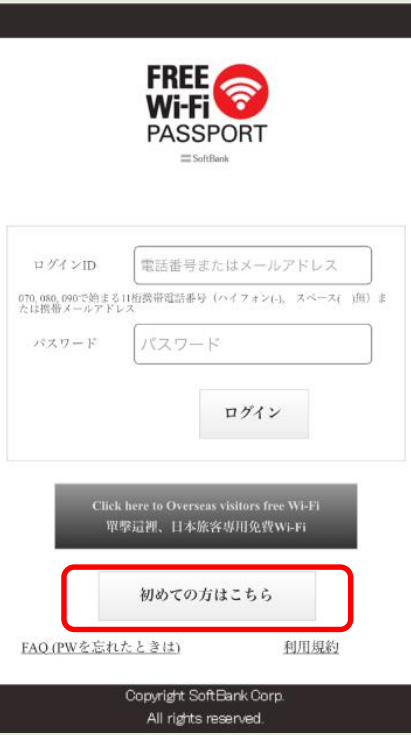 FREE
Wi-Fi
PASSPORT
SoftBank
ログインID
電話番号またはメールアドレス
070, 080, 090で始まる11桁携帯電話番号（ハイフォン(-)、スペース( )無）ま
たは携帯メールアドレス
パスワード
パスワード
ログイン
Click here to Overseas visitors free Wi-Fi
單擊這裡、日本旅客専用免費Wi-Fi
初めての方はこちら
FAQ (PWを忘れたときは)
利用規約
Copyright SoftBank Corp.
All rights reserved.